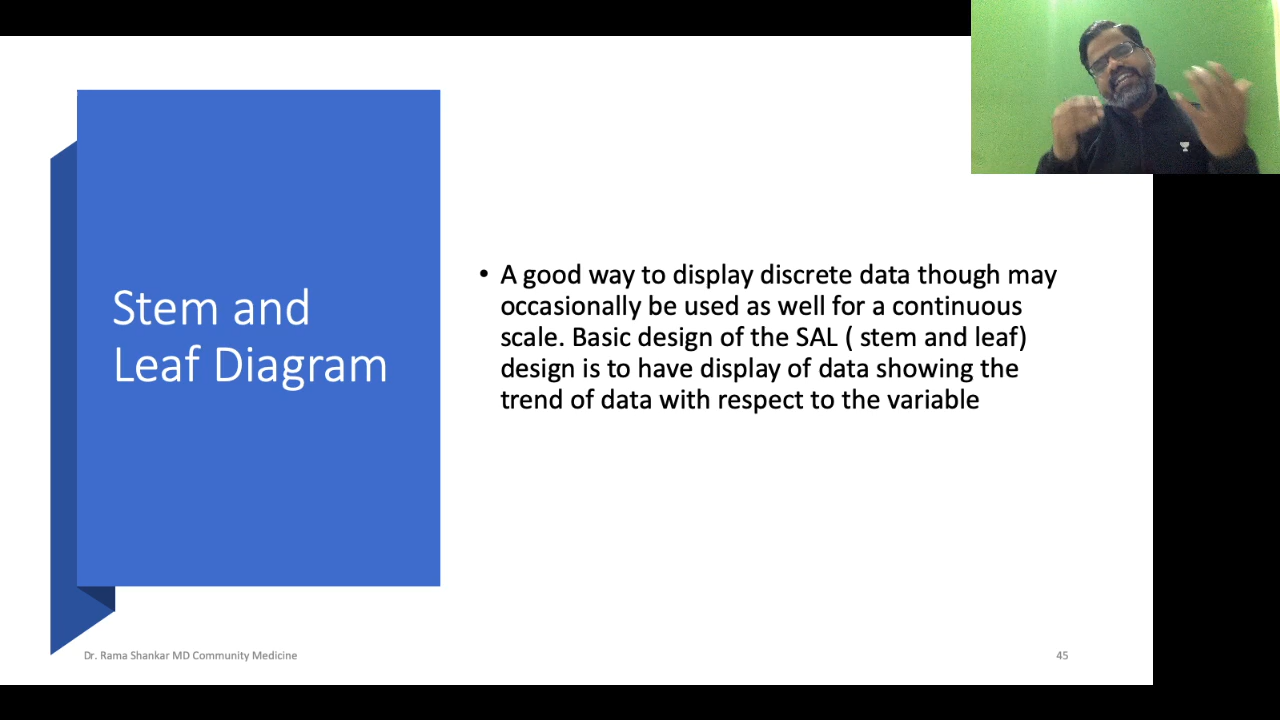 Stem and
Leaf Diagram
• A good way to display discrete data though may
occasionally be used as well for a continuous
scale. Basic design of the SAL ( stem and leaf)
design is to have display of data showing the
trend of data with respect to the variable
Dr. Rama Shankar MD Community Medicine
45